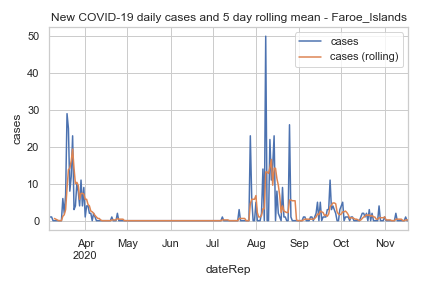 New COVID-19 daily cases and 5 day rolling mean - Faroe_Islands
cases
cases (rolling)
50
40
30
20
10
0
cases
Apr May Jun Jul Aug Sep Oct Nov
2020
dateRep